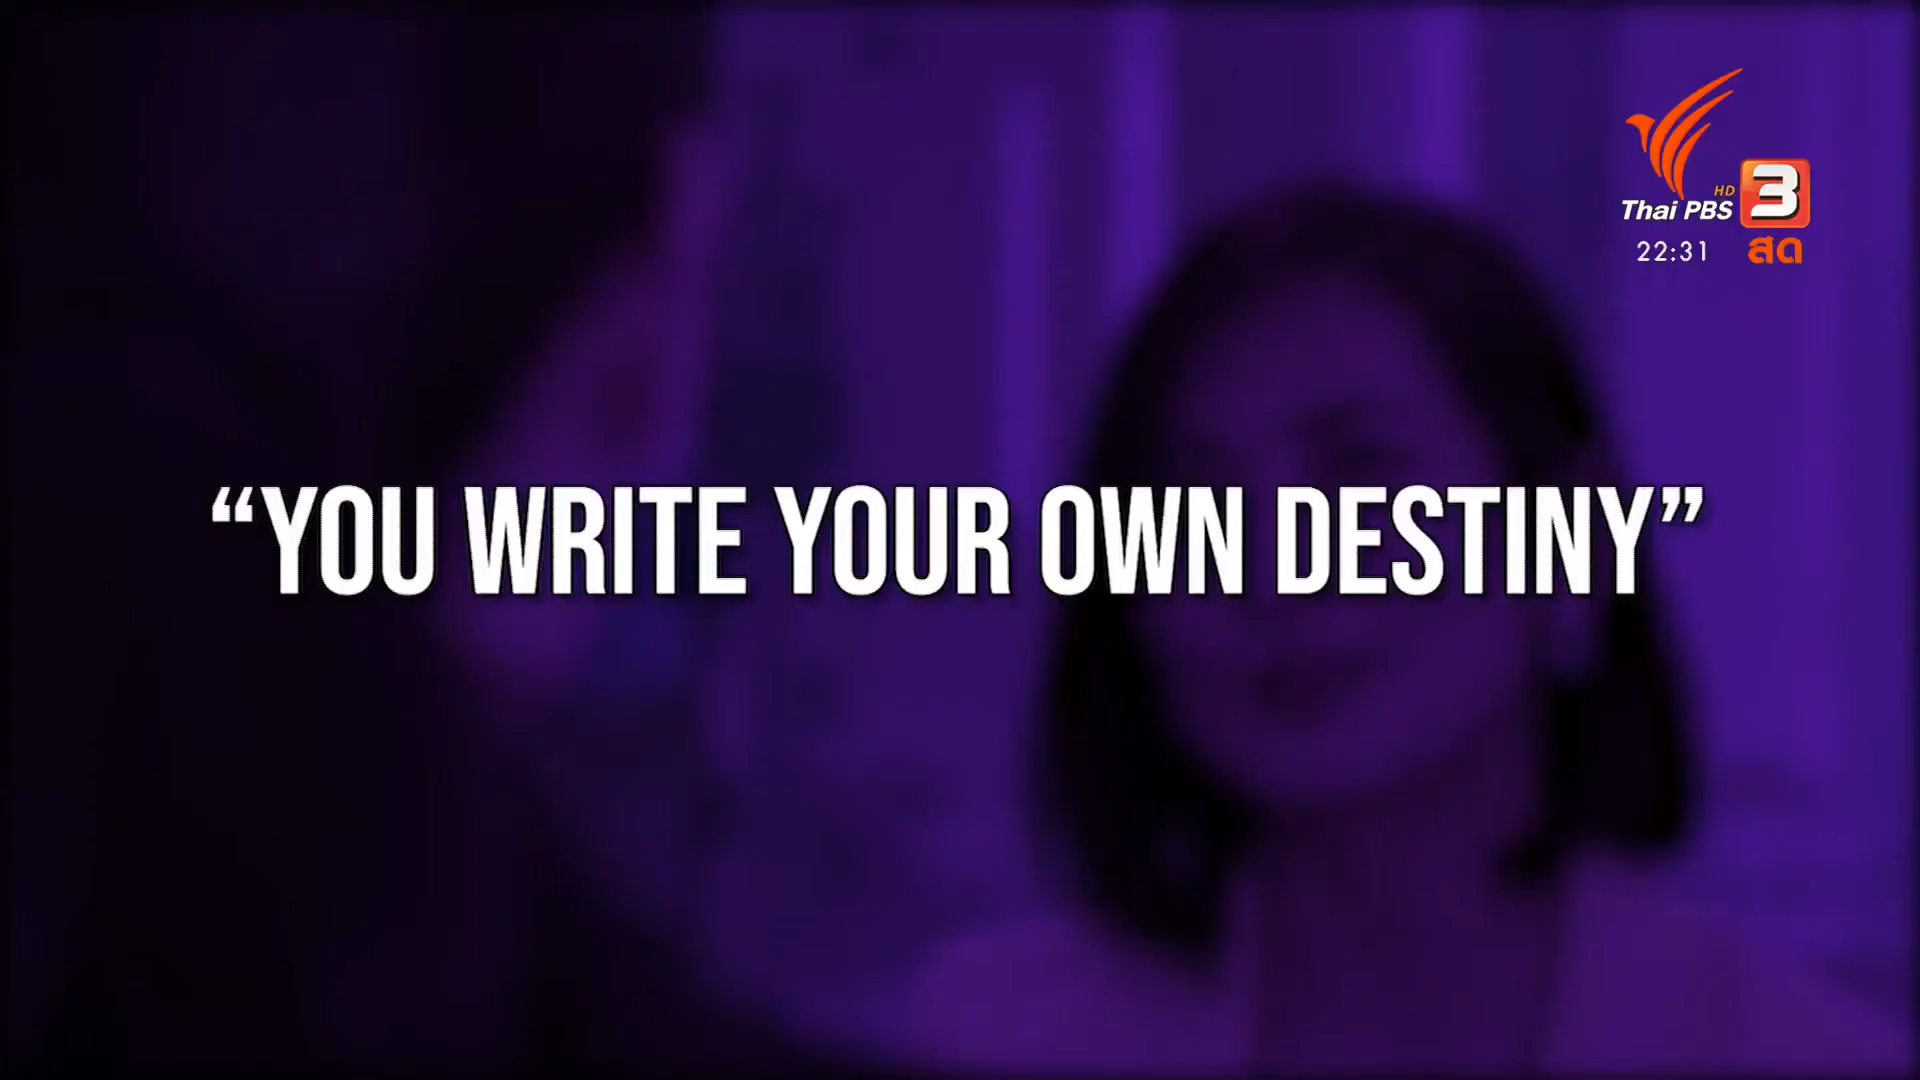 HD
Thai PBS 3
22:31 สด
“YOU WRITE YOUR OWN DESTINY”